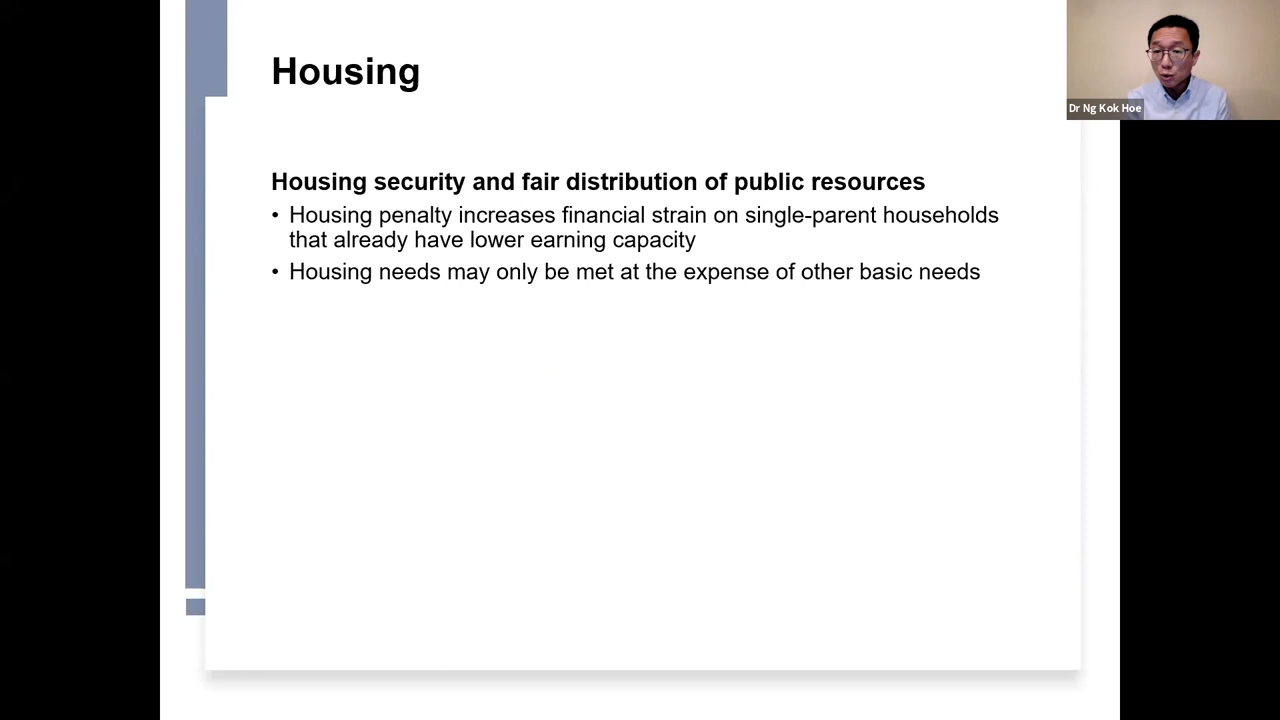 Housing
Dr Ng Kok Hoe
Housing security and fair distribution of public resources
• Housing penalty increases financial strain on single-parent households
that already have lower earning capacity
• Housing needs may only be met at the expense of other basic needs